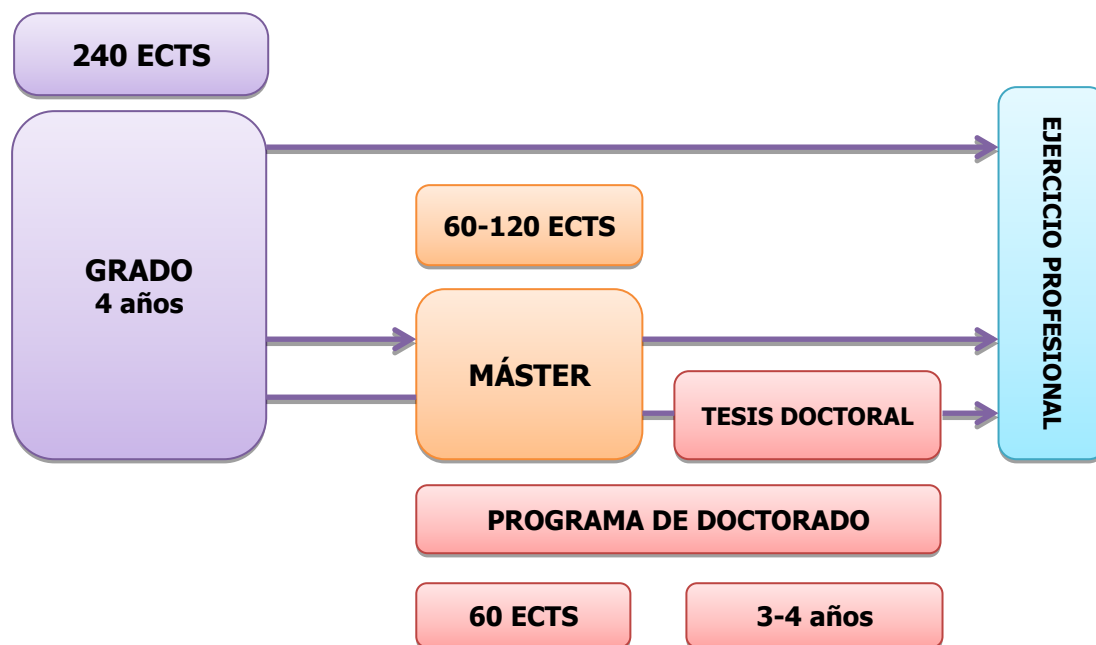 240 ECTS
GRADO
4 años
60-120 ECTS
MÁSTER
TESIS DOCTORAL
EJERCICIO PROFESIONAL
PROGRAMA DE DOCTORADO
60 ECTS
3-4 años